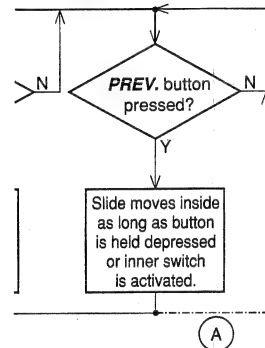 N
PREV. button
pressed?
N
Y
Slide moves inside
as long as button
is held depressed
or inner switch
is activated.
A